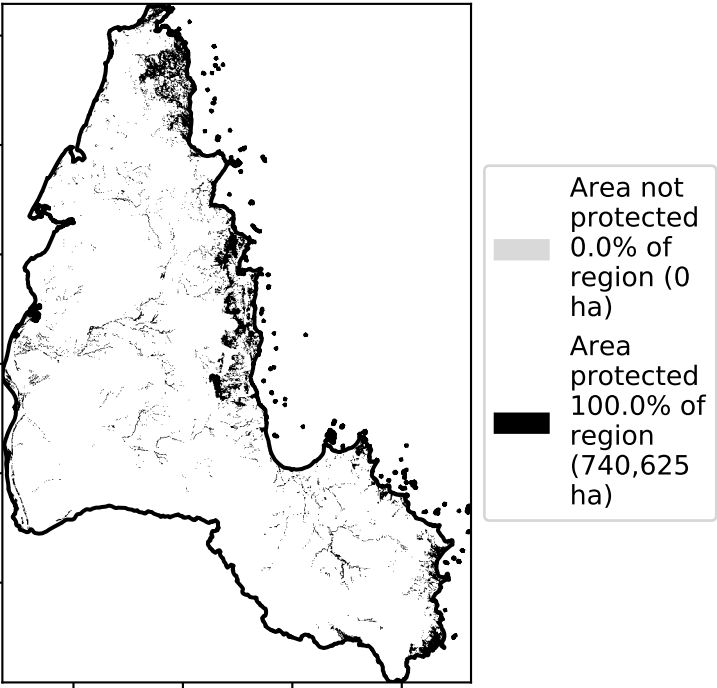 Area not
protected
0.0% of
region (0
ha)
Area
protected
100.0% of
region
(740,625
ha)